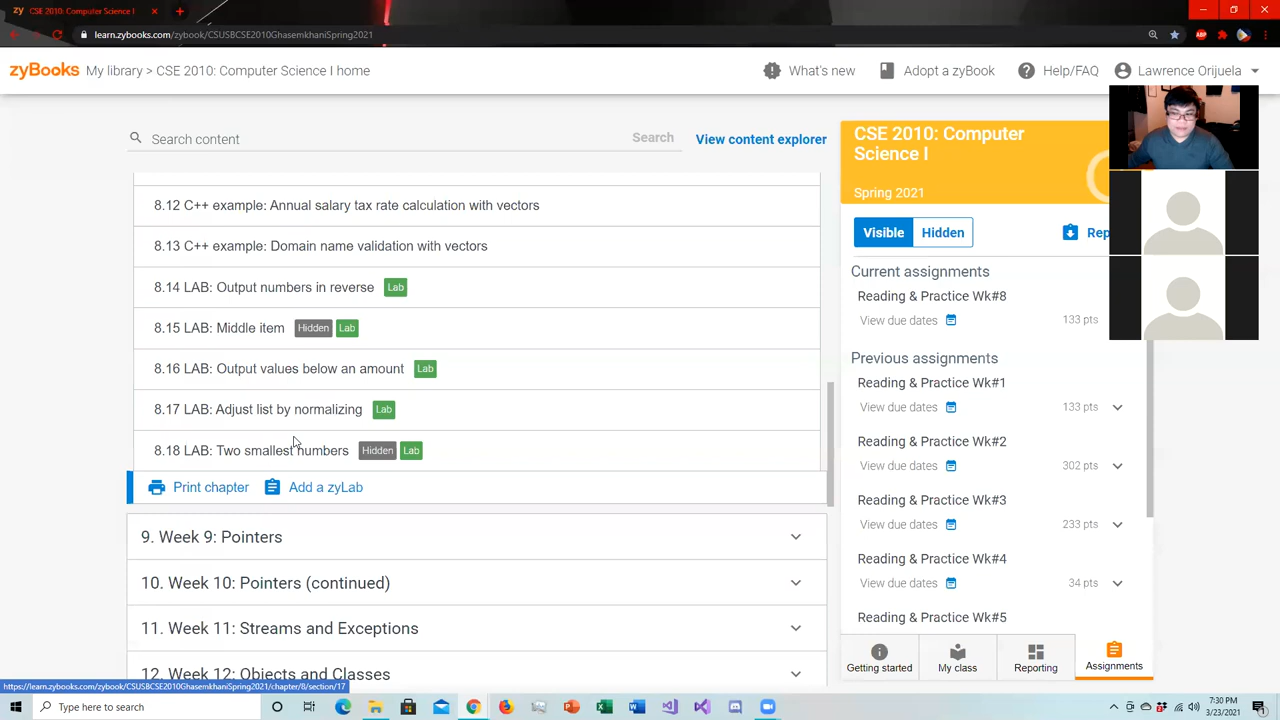 zy CSE 2010: Computer Science I
learn.zybooks.com/zybook/CSUSBCSE2010GhasemkhaniSpring2021
ABP
zyBooks My library > CSE 2010: Computer Science I home
What's new
Adopt a zyBook
Help/FAQ
Lawrence Orijuela
Search content
Search
View content explorer
8.12 C++ example: Annual salary tax rate calculation with vectors
8.13 C++ example: Domain name validation with vectors
8.14 LAB: Output numbers in reverse Lab
8.15 LAB: Middle item Hidden Lab
8.16 LAB: Output values below an amount Lab
8.17 LAB: Adjust list by normalizing Lab
8.18 LAB: Two smallest numbers Hidden Lab
Print chapter Add a zyLab
9. Week 9: Pointers
10. Week 10: Pointers (continued)
11. Week 11: Streams and Exceptions
12. Week 12: Objects and Classes
CSE 2010: Computer
Science I
Spring 2021
Visible Hidden Rep
Current assignments
Reading & Practice Wk#8
View due dates 133 pts
Previous assignments
Reading & Practice Wk#1
View due dates 133 pts
Reading & Practice Wk#2
View due dates 302 pts
Reading & Practice Wk#3
View due dates 233 pts
Reading & Practice Wk#4
View due dates 34 pts
Reading & Practice Wk#5
Getting started My class Reporting Assignments
https://learn.zybooks.com/zybook/CSUSBCSE2010GhasemkhaniSpring2021/chapter/8/section/17
Type here to search
7:30 PM
3/23/2021